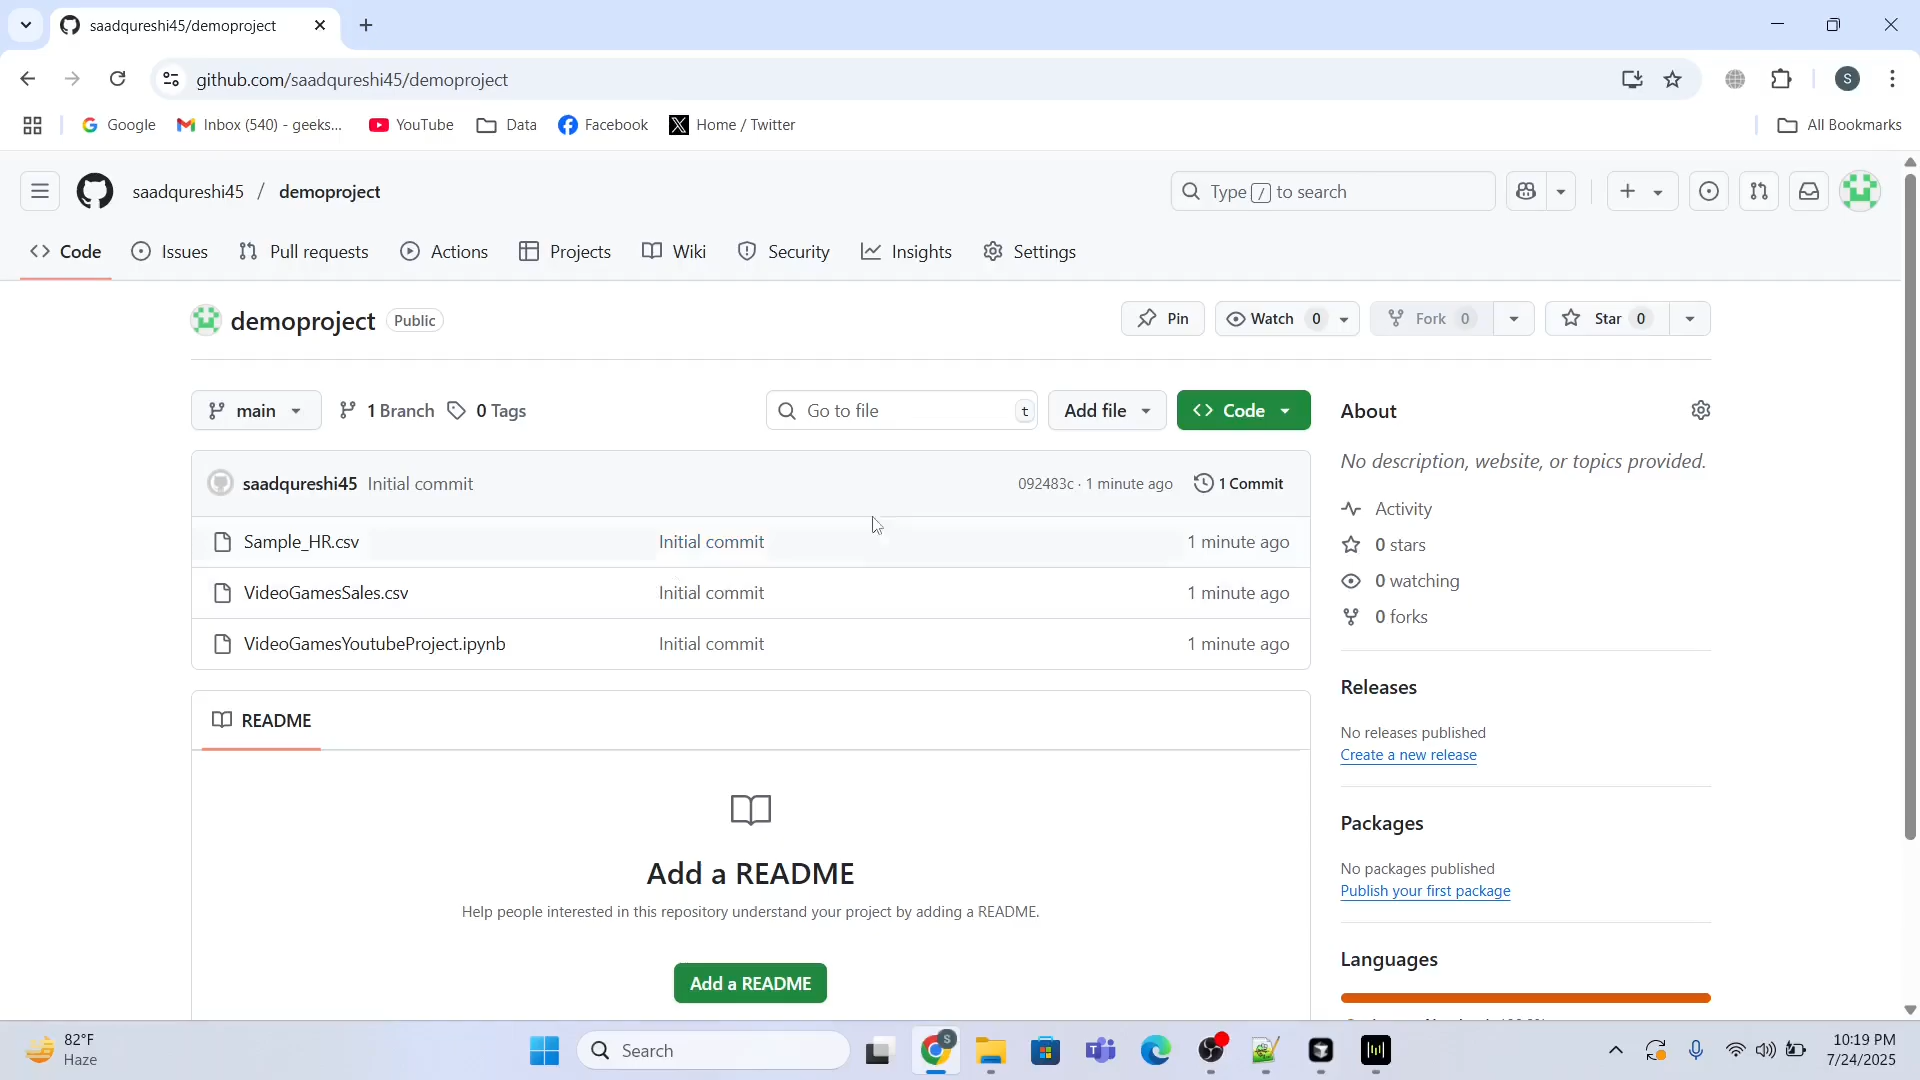 saadqureshi45/demoproject
github.com/saadqureshi45/demoproject
S
Google
Inbox (540) - geeks...
YouTube
Data
Facebook
Home / Twitter
All Bookmarks
saadqureshi45 / demoproject
Type / to search
Code
Issues
Pull requests
Actions
Projects
Wiki
Security
Insights
Settings
demoproject Public
Pin
Watch 0
Fork 0
Star 0
main
1 Branch
0 Tags
Go to file t
Add file
Code
About
No description, website, or topics provided.
saadqureshi45 Initial commit 092483c · 1 minute ago 1 Commit
Sample_HR.csv Initial commit 1 minute ago
VideoGamesSales.csv Initial commit 1 minute ago
VideoGamesYoutubeProject.ipynb Initial commit 1 minute ago
Activity
0 stars
0 watching
0 forks
Releases
No releases published
Create a new release
Packages
No packages published
Publish your first package
Languages
README
Add a README
Help people interested in this repository understand your project by adding a README.
Add a README
82°F
Haze
Search
S
10:19 PM
7/24/2025